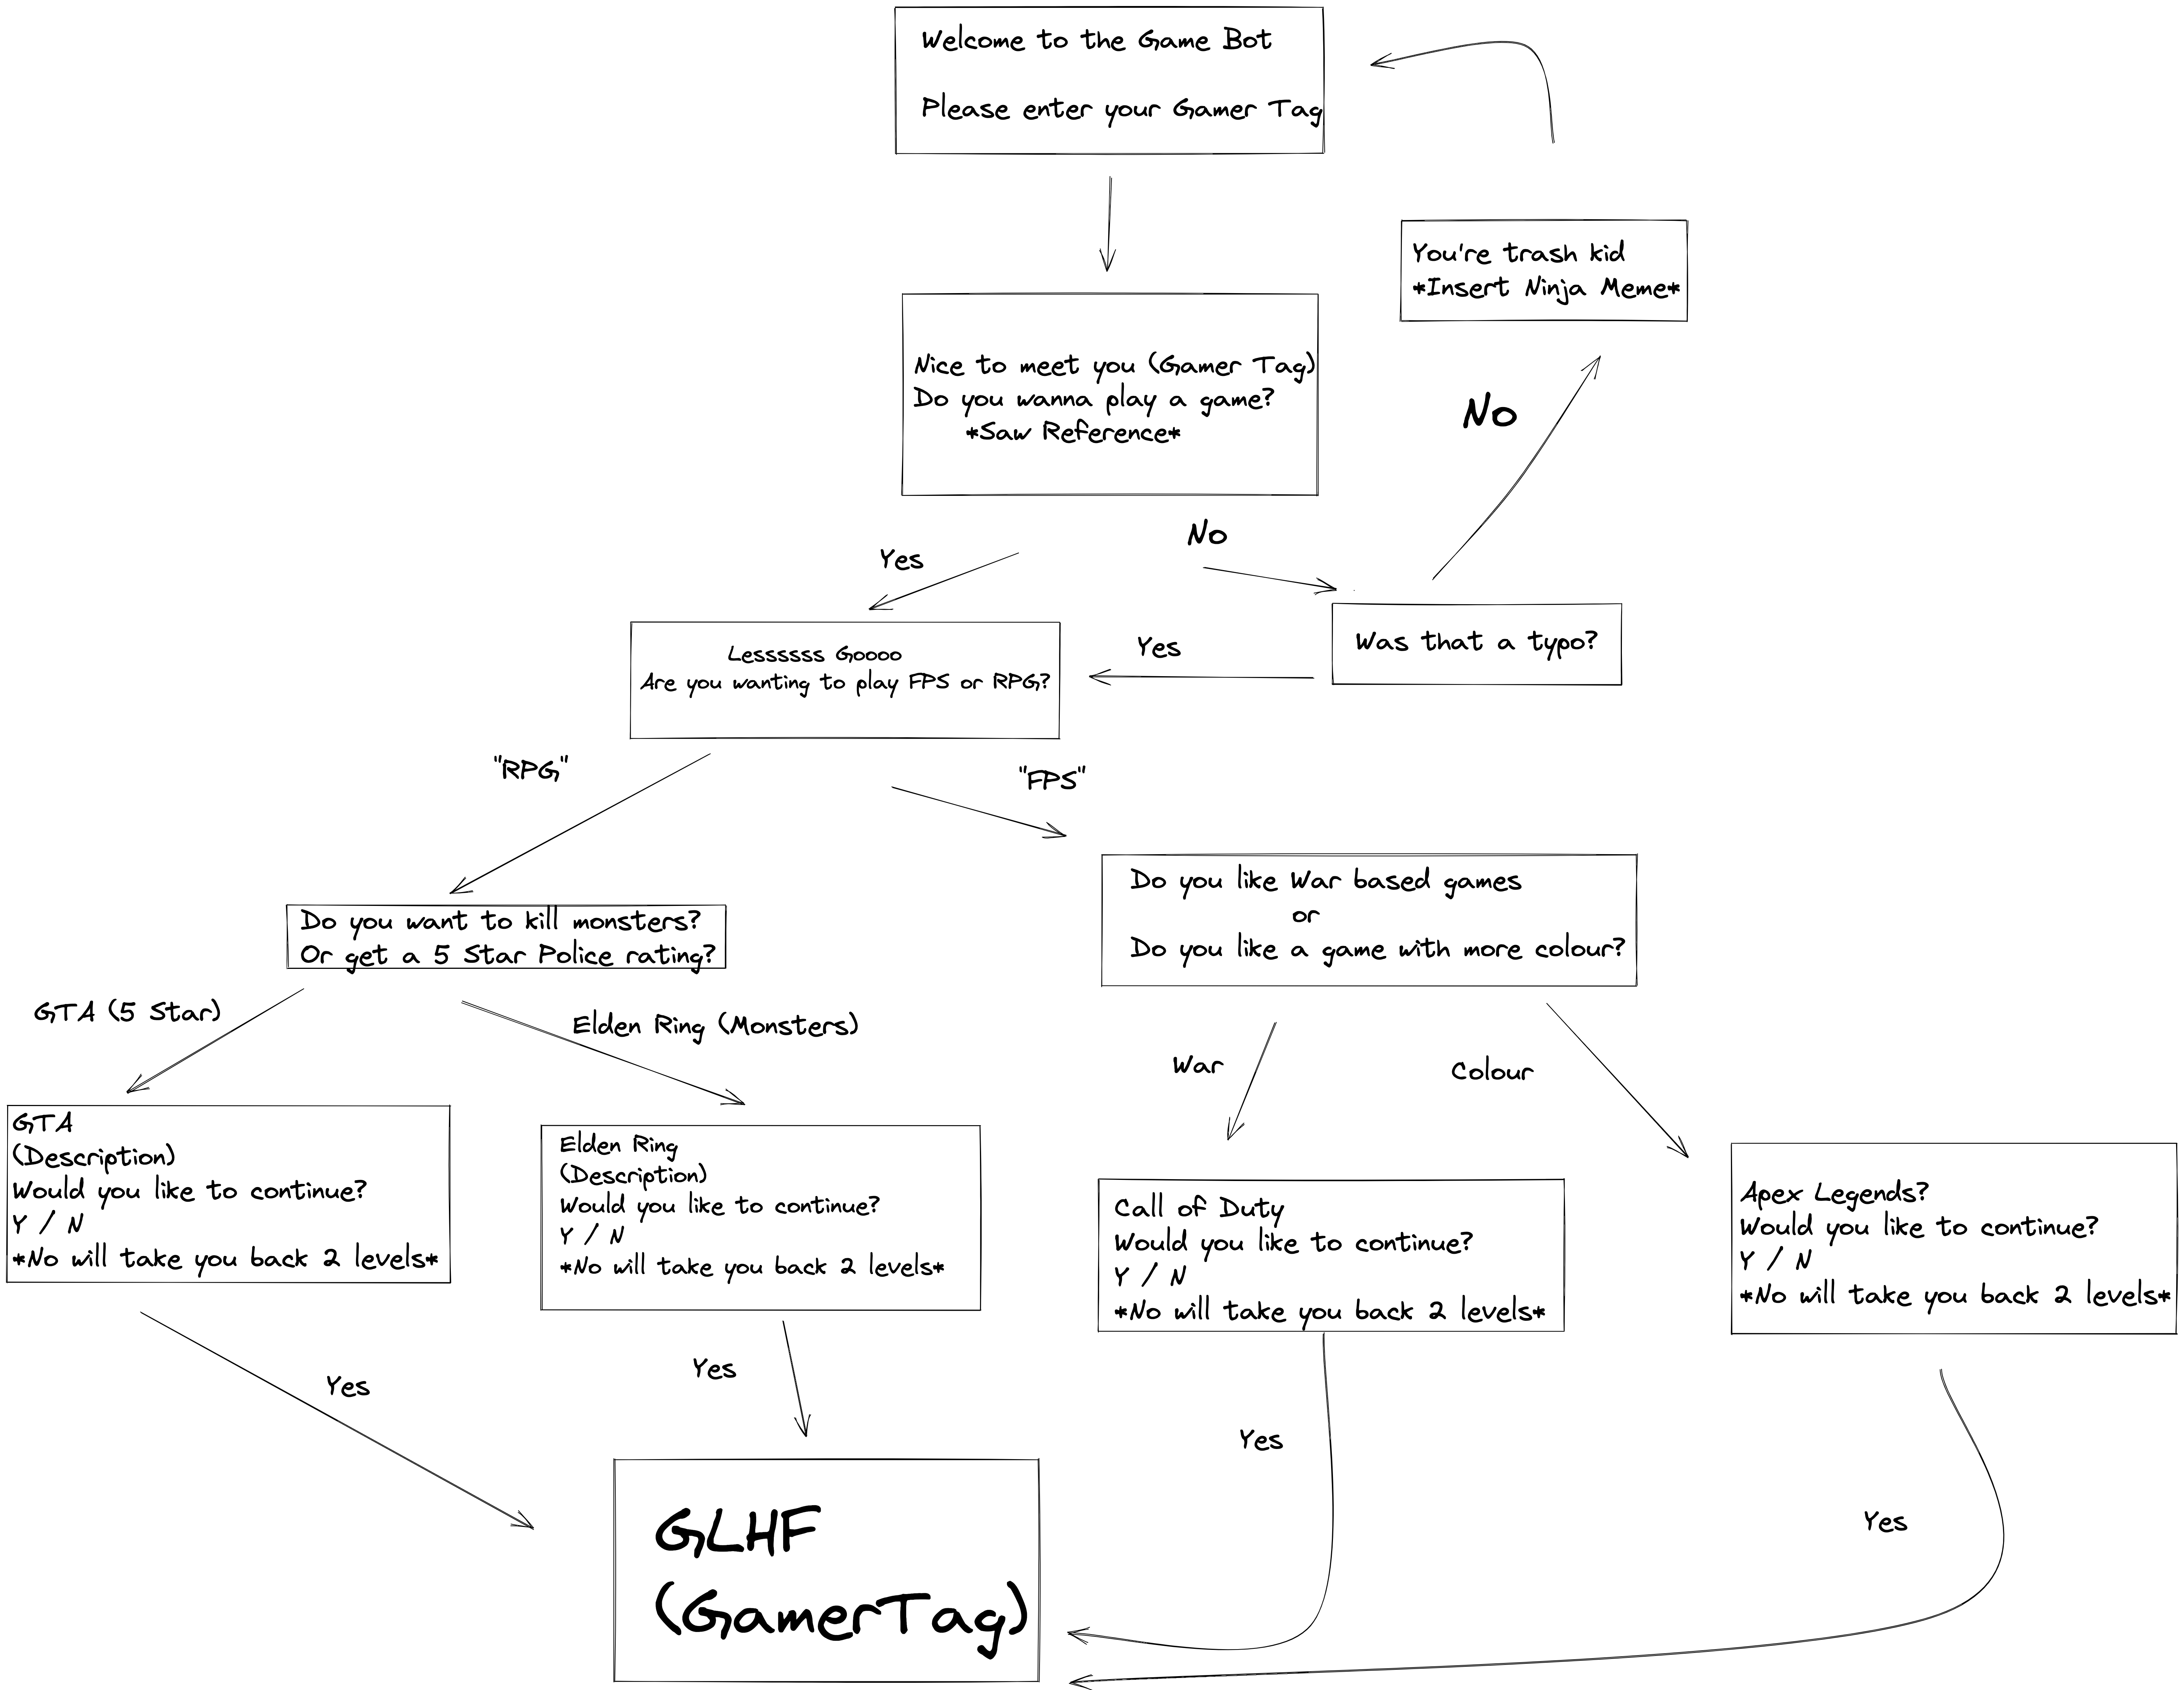 Welcome to the Game Bot
Please enter your Gamer Tag
You're trash kid
*Insert Ninja Meme*
Nice to meet you (Gamer Tag)
Do you wanna play a game?
*Saw Reference*
No
No
Yes
Was that a typo?
Yes
Lessssss Goooo
Are you wanting to play FPS or RPG?
"RPG"
"FPS"
Do you like War based games
or
Do you like a game with more colour?
Do you want to kill monsters?
Or get a 5 Star Police rating?
GTA (5 Star)
Elden Ring (Monsters)
War
Colour
GTA
(Description)
Would you like to continue?
Y / N
*No will take you back 2 levels*
Elden Ring
(Description)
Would you like to continue?
Y / N
*No will take you back 2 levels*
Call of Duty
Would you like to continue?
Y / N
*No will take you back 2 levels*
Apex Legends?
Would you like to continue?
Y / N
*No will take you back 2 levels*
Yes
Yes
Yes
Yes
GLHF
(GamerTag)